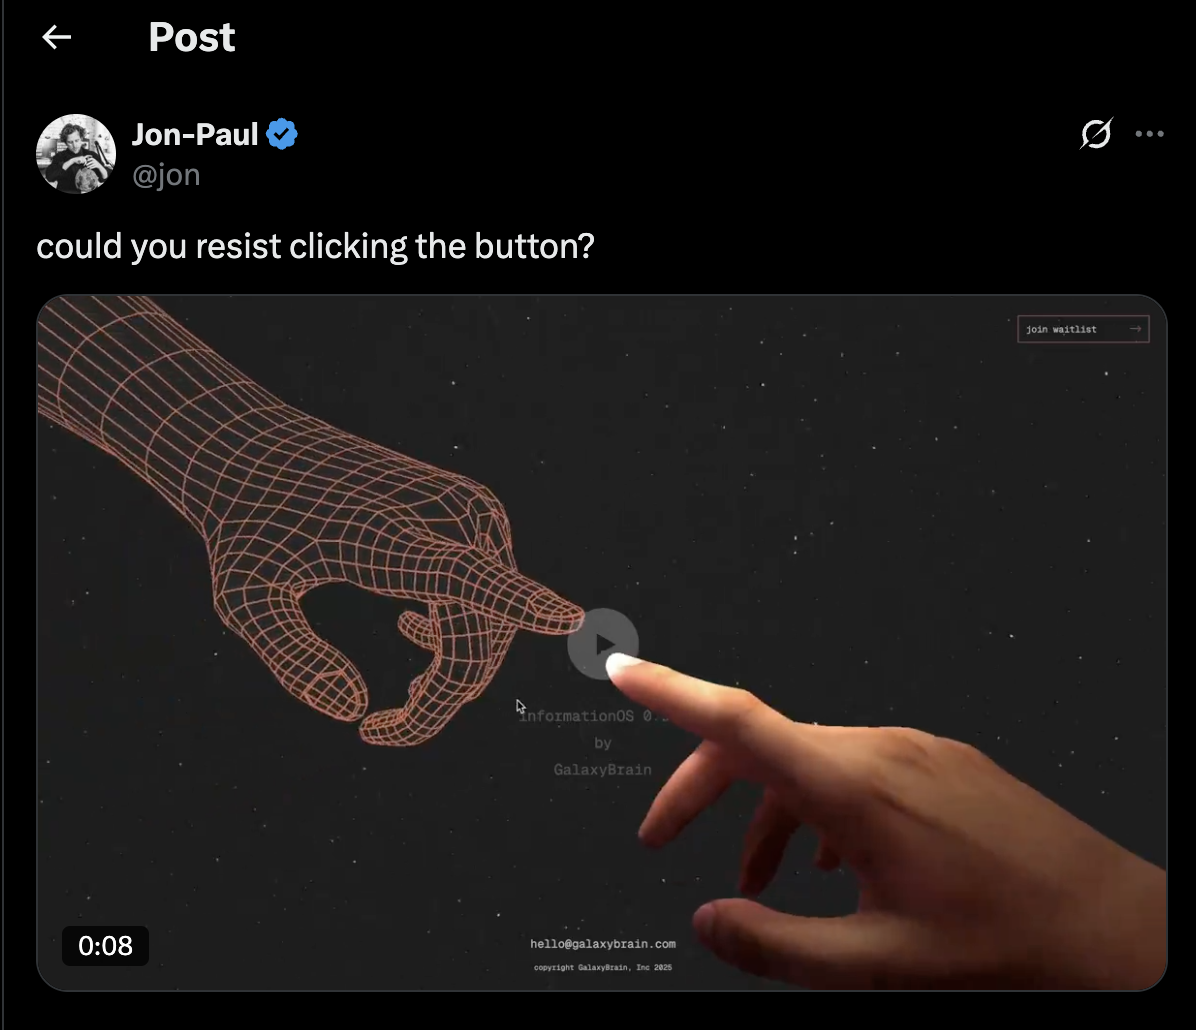 Post
Jon-Paul
@jon
could you resist clicking the button?
join waitlist →
informationOS 0.
by
GalaxyBrain
0:08
hello@galaxybrain.com
copyright GalaxyBrain, Inc 2025